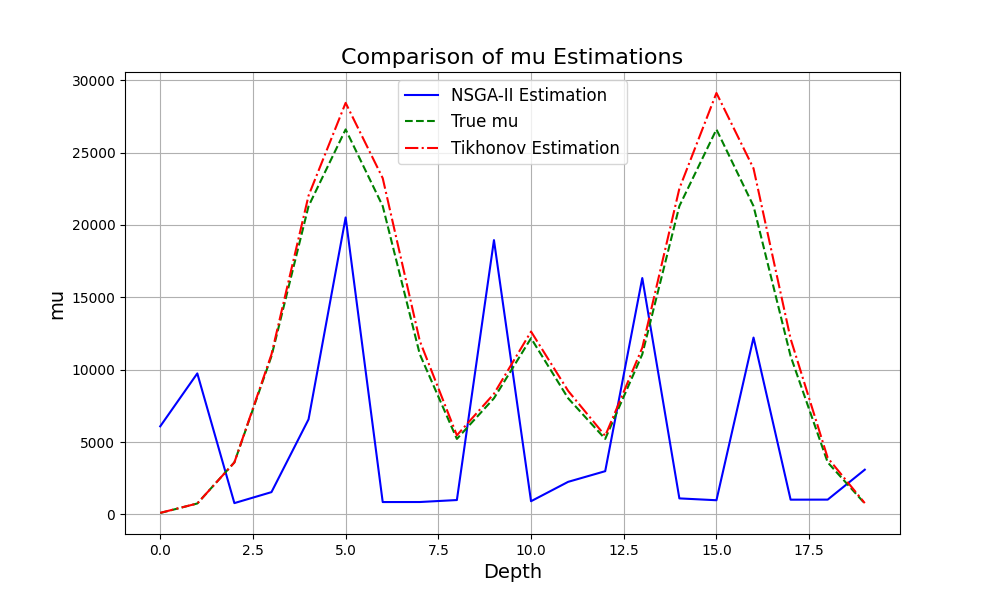 Comparison of mu Estimations
30000
25000
20000
15000
10000
5000
0
mu
NSGA-II Estimation
True mu
Tikhonov Estimation
0.0 2.5 5.0 7.5 10.0 12.5 15.0 17.5
Depth